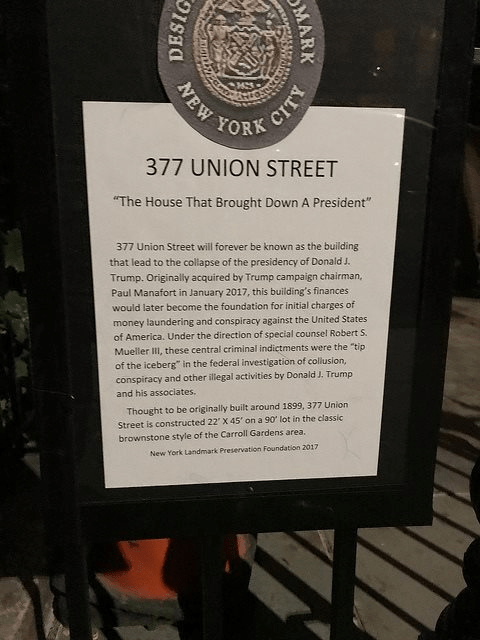 DESIG
DMARK
1625
NEW YORK CITY
377 UNION STREET
"The House That Brought Down A President"
377 Union Street will forever be known as the building
that lead to the collapse of the presidency of Donald J.
Trump. Originally acquired by Trump campaign chairman,
Paul Manafort in January 2017, this building's finances
would later become the foundation for initial charges of
money laundering and conspiracy against the United States
of America. Under the direction of special counsel Robert S.
Mueller III, these central criminal indictments were the "tip
of the iceberg" in the federal investigation of collusion,
conspiracy and other illegal activities by Donald J. Trump
and his associates.
Thought to be originally built around 1899, 377 Union
Street is constructed 22' X 45' on a 90' lot in the classic
brownstone style of the Carroll Gardens area.
New York Landmark Preservation Foundation 2017